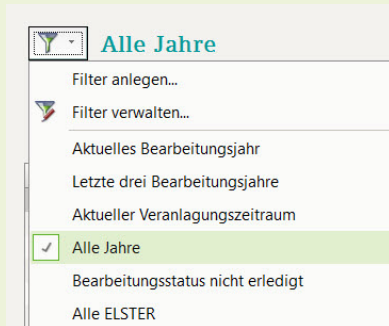 Alle Jahre
Filter anlegen...
Filter verwalten...
Aktuelles Bearbeitungsjahr
Letzte drei Bearbeitungsjahre
Aktueller Veranlagungszeitraum
Alle Jahre
Bearbeitungsstatus nicht erledigt
Alle ELSTER